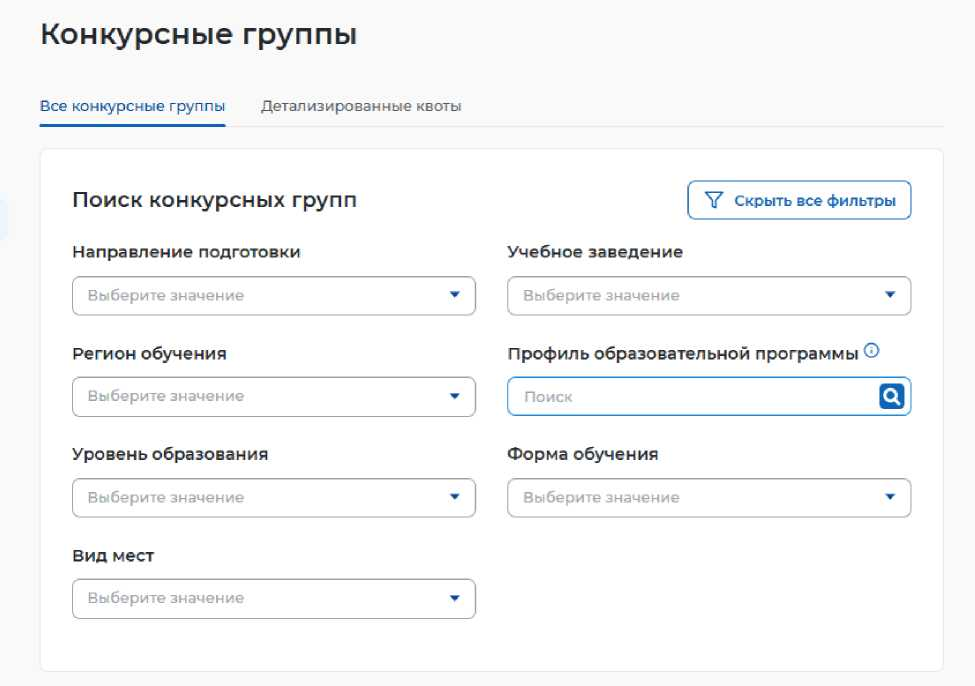 Конкурсные группы
Все конкурсные группы Детализированные квоты
Поиск конкурсных групп Скрыть все фильтры
Направление подготовки Учебное заведение
Выберите значение Выберите значение
Регион обучения Профиль образовательной программы
Выберите значение Поиск
Уровень образования Форма обучения
Выберите значение Выберите значение
Вид мест
Выберите значение